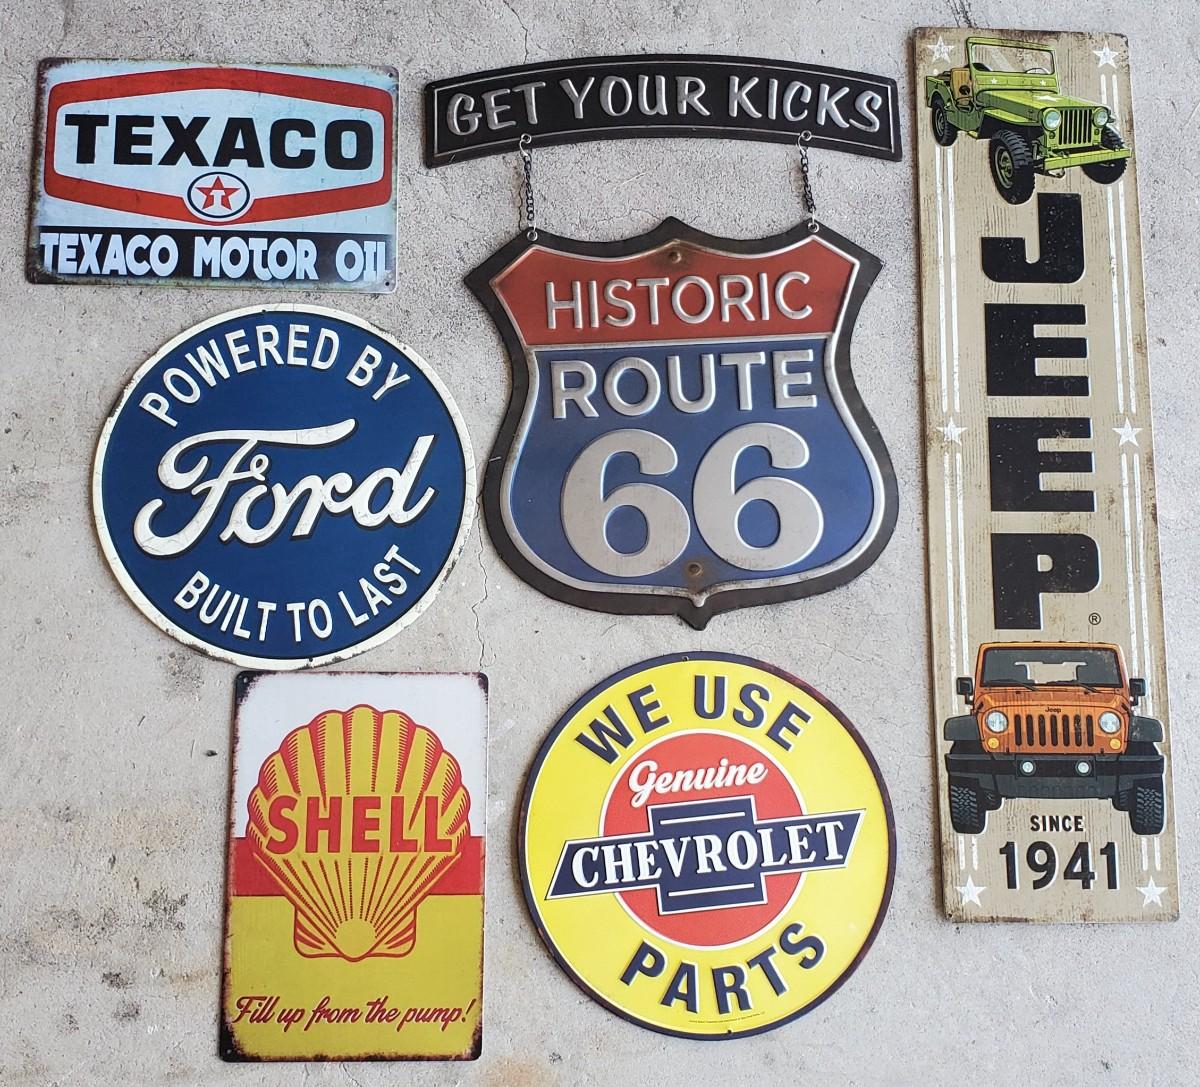 TEXACO
T
TEXACO MOTOR OIL
GET YOUR KICKS
HISTORIC
ROUTE
66
JEEP®
Jeep
SINCE
1941
POWERED BY
Ford
BUILT TO LAST
SHELL
Fill up from the pump!
WE USE
Genuine
CHEVROLET
PARTS